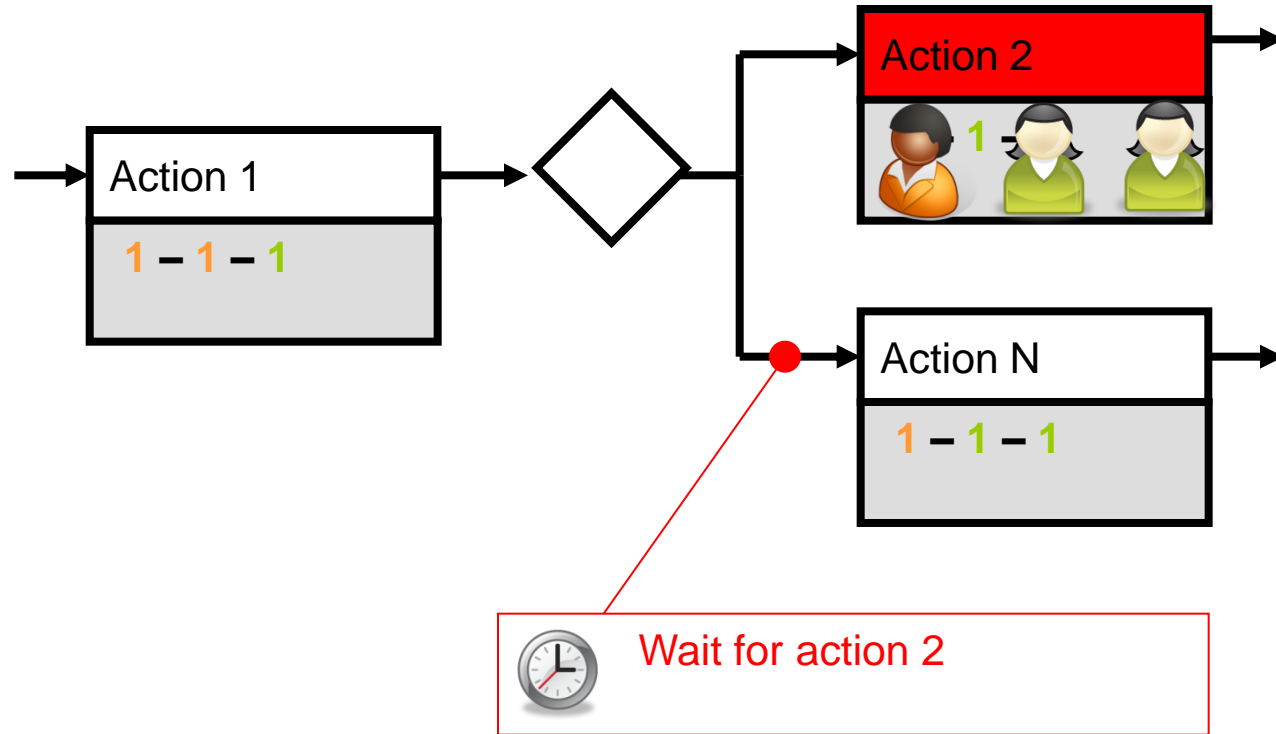 Action 2
1 –
Action 1
1 – 1 – 1
Action N
1 – 1 – 1
Wait for action 2